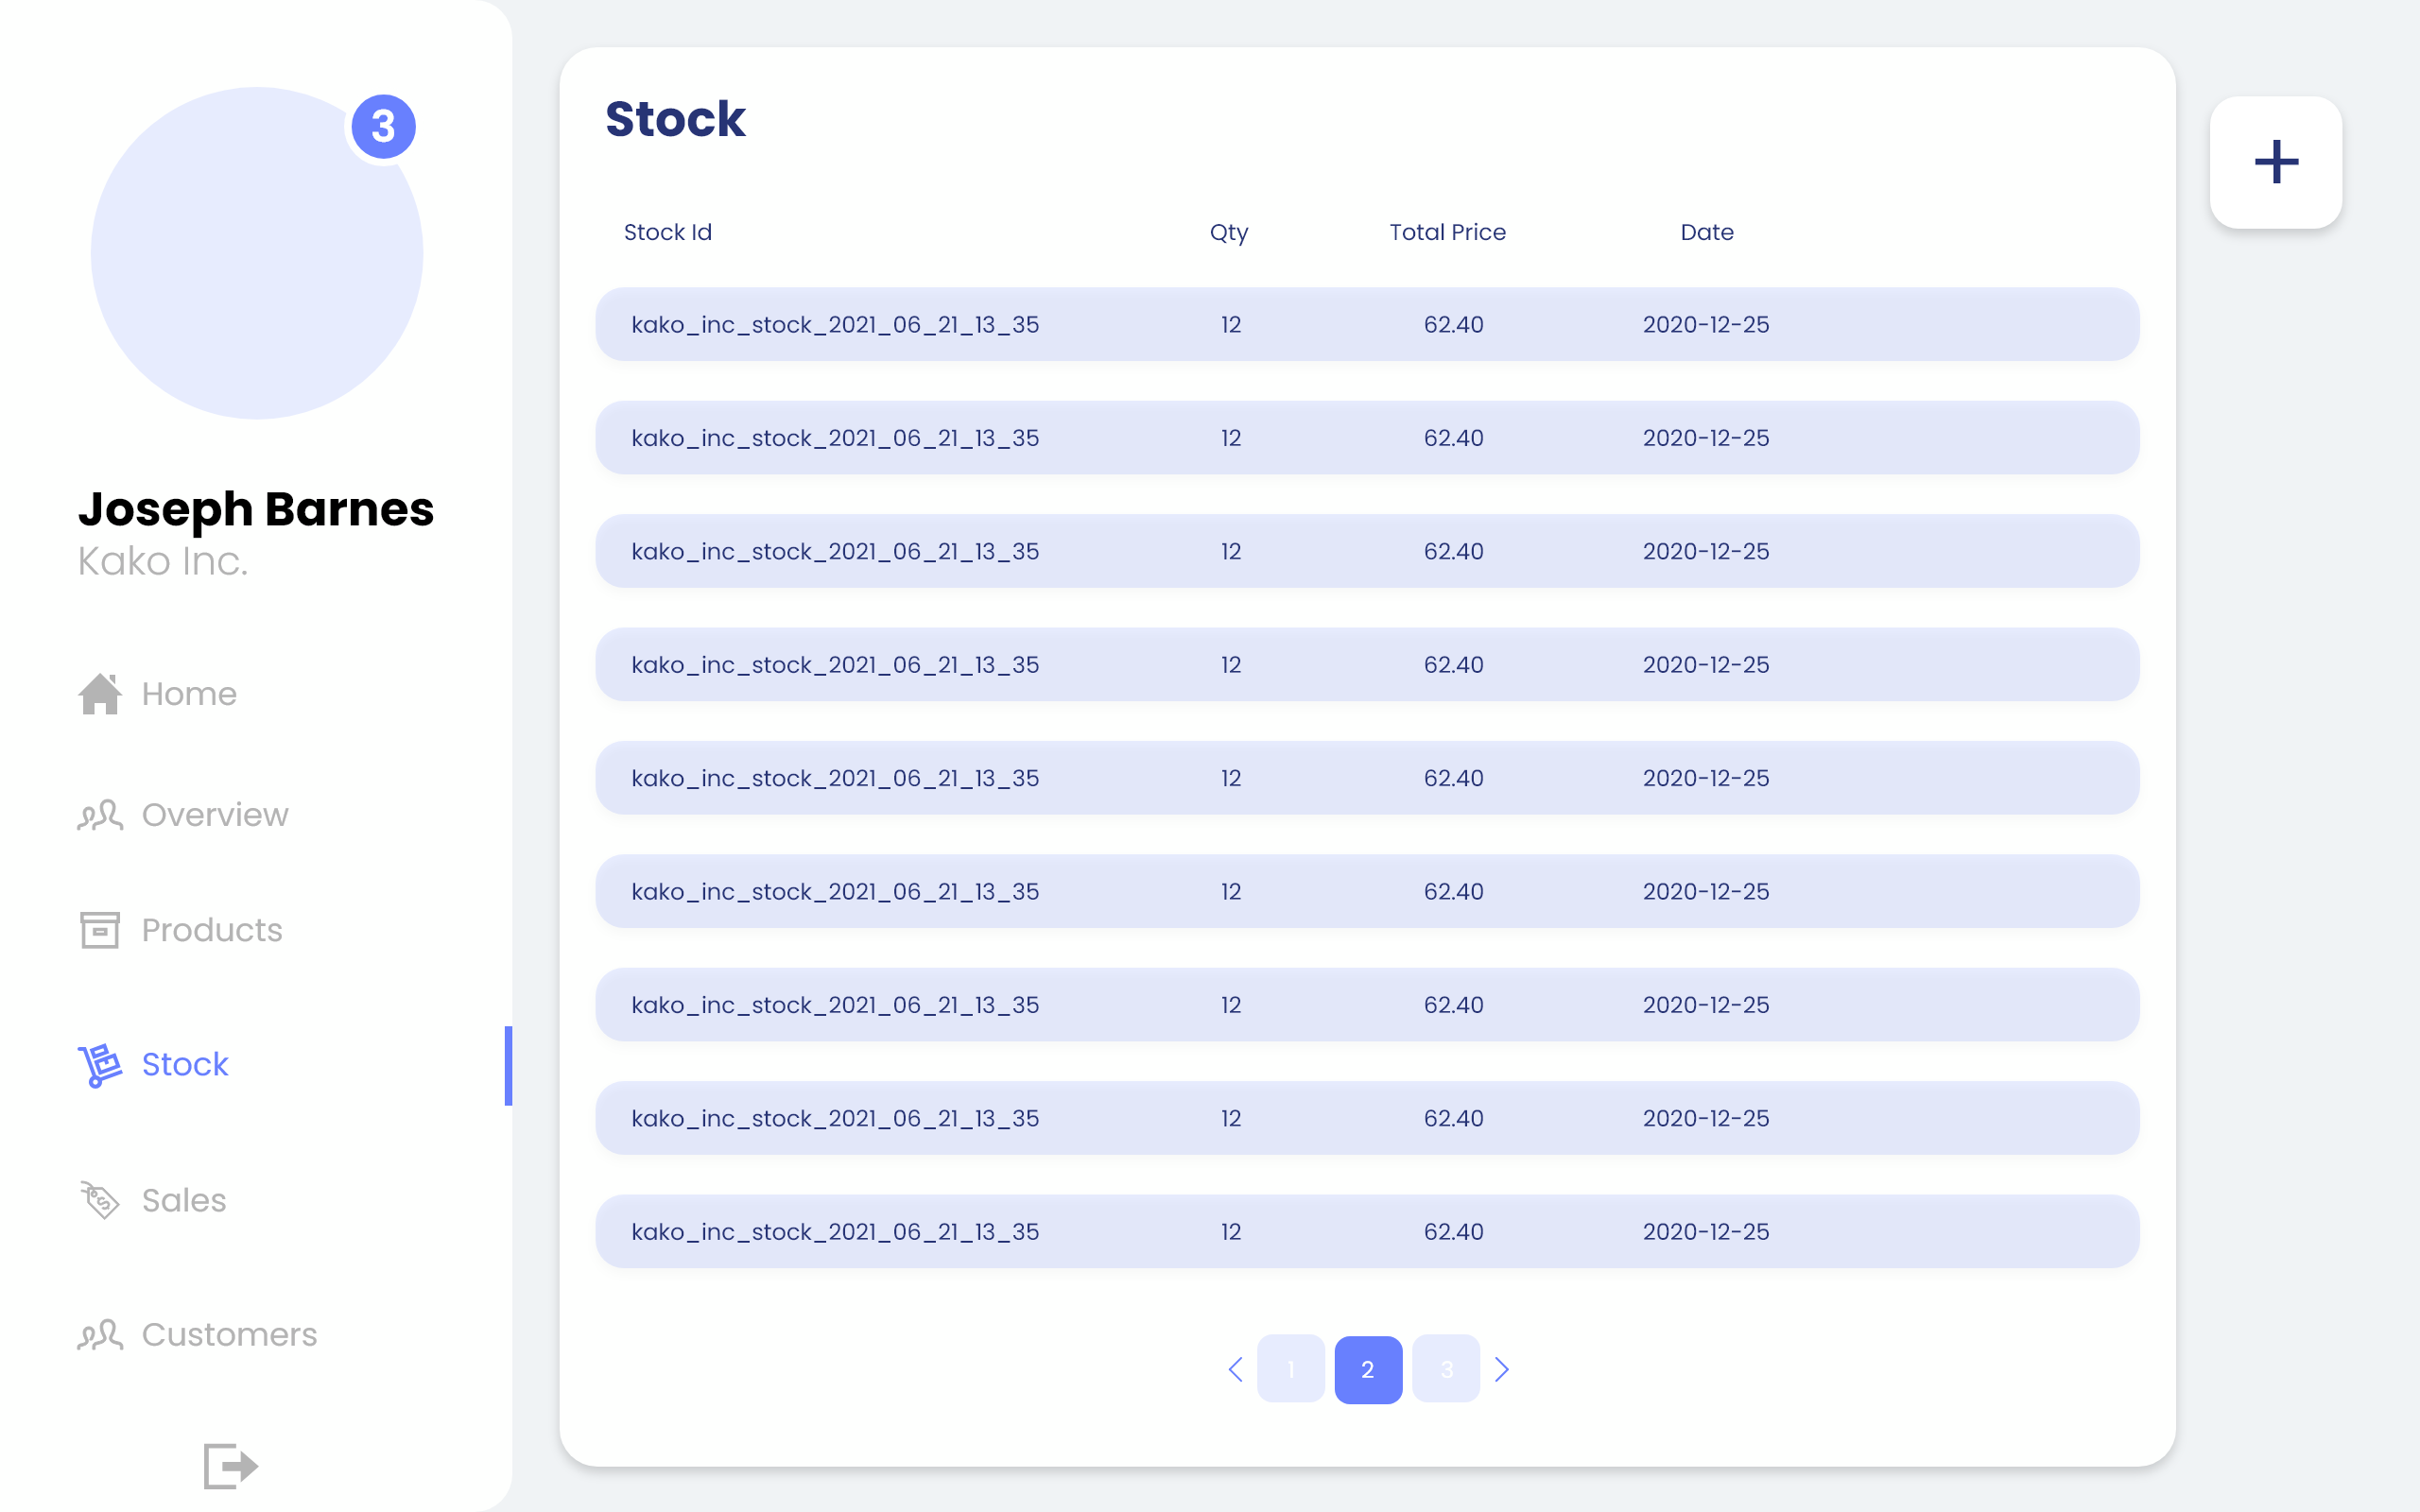 3
Joseph Barnes
Kako Inc.
Home
Overview
Products
Stock
Sales
Customers
Stock
Stock Id Qty Total Price Date
kako_inc_stock_2021_06_21_13_35 12 62.40 2020-12-25
kako_inc_stock_2021_06_21_13_35 12 62.40 2020-12-25
kako_inc_stock_2021_06_21_13_35 12 62.40 2020-12-25
kako_inc_stock_2021_06_21_13_35 12 62.40 2020-12-25
kako_inc_stock_2021_06_21_13_35 12 62.40 2020-12-25
kako_inc_stock_2021_06_21_13_35 12 62.40 2020-12-25
kako_inc_stock_2021_06_21_13_35 12 62.40 2020-12-25
kako_inc_stock_2021_06_21_13_35 12 62.40 2020-12-25
kako_inc_stock_2021_06_21_13_35 12 62.40 2020-12-25
1 2 3